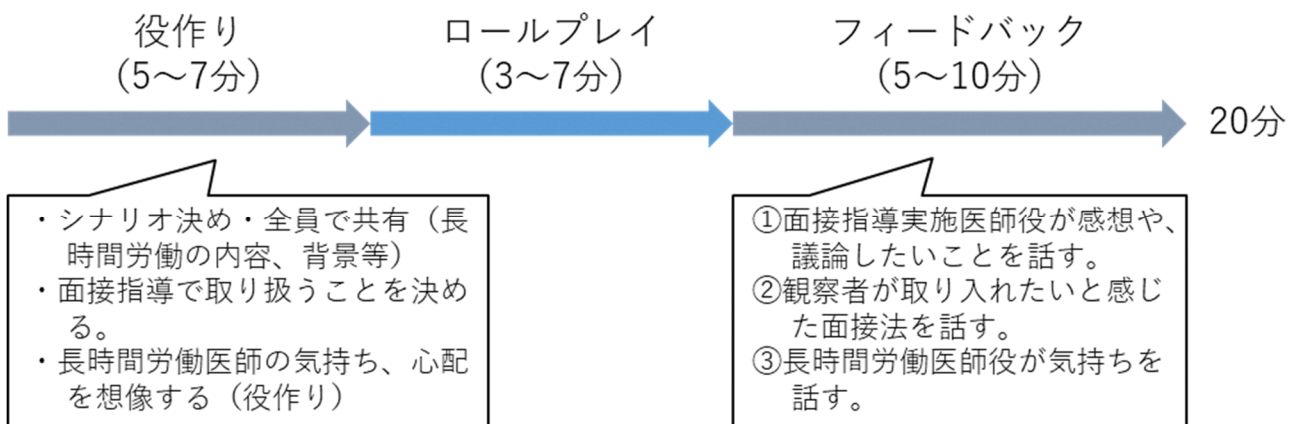 役作り
(5～7分)
ロールプレイ
(3～7分)
フィードバック
(5～10分)
20分
・シナリオ決め・全員で共有（長
時間労働の内容、背景等）
・面接指導で取り扱うことを決め
る。
・長時間労働医師の気持ち、心配
を想像する（役作り）
①面接指導実施医師役が感想や、
議論したいことを話す。
②観察者が取り入れたいと感じ
た面接法を話す。
③長時間労働医師役が気持ちを
話す。